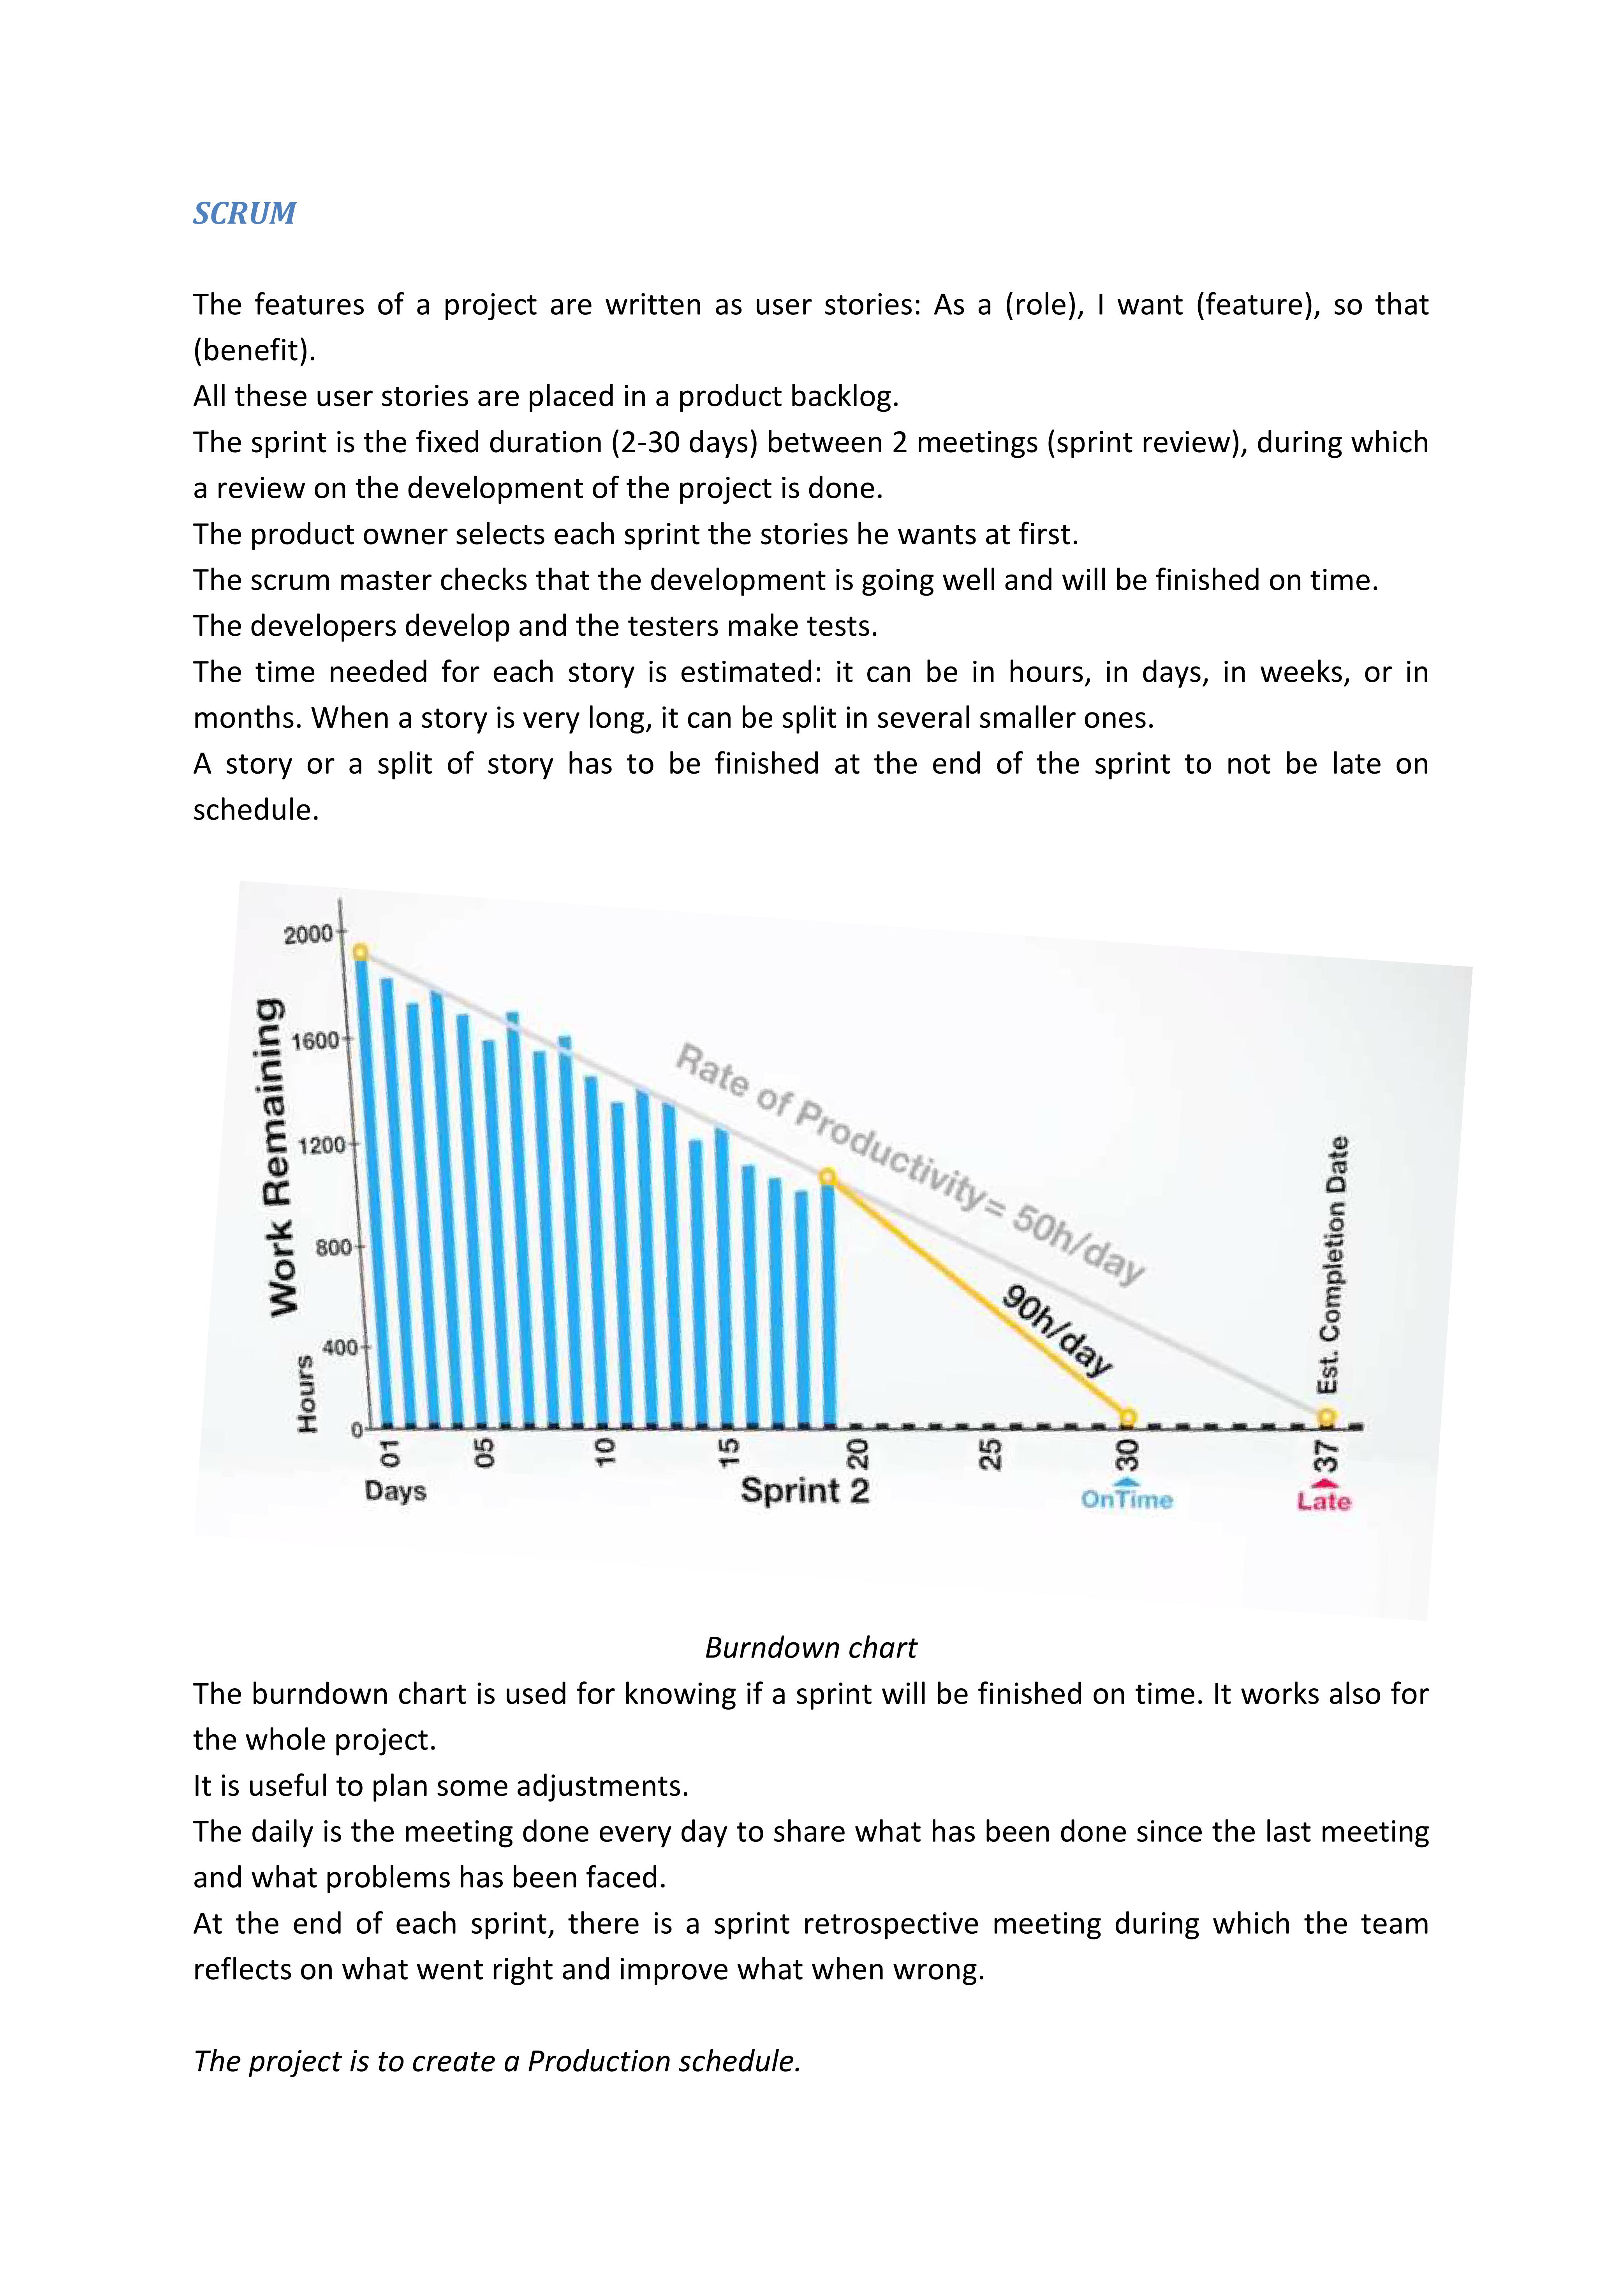 SCRUM
The features of a project are written as user stories: As a (role), I want (feature), so that
(benefit).
All these user stories are placed in a product backlog.
The sprint is the fixed duration (2-30 days) between 2 meetings (sprint review), during which
a review on the development of the project is done.
The product owner selects each sprint the stories he wants at first.
The scrum master checks that the development is going well and will be finished on time.
The developers develop and the testers make tests.
The time needed for each story is estimated: it can be in hours, in days, in weeks, or in
months. When a story is very long, it can be split in several smaller ones.
A story or a split of story has to be finished at the end of the sprint to not be late on
schedule.
Work Remaining
Hours
2000
1600
1200
800
400
0
Rate of Productivity= 50h/day
90h/day
Est. Completion Date
01
05
10
15
20
25
30
37
Days
Sprint 2
OnTime
Late
Burndown chart
The burndown chart is used for knowing if a sprint will be finished on time. It works also for
the whole project.
It is useful to plan some adjustments.
The daily is the meeting done every day to share what has been done since the last meeting
and what problems has been faced.
At the end of each sprint, there is a sprint retrospective meeting during which the team
reflects on what went right and improve what when wrong.
The project is to create a Production schedule.